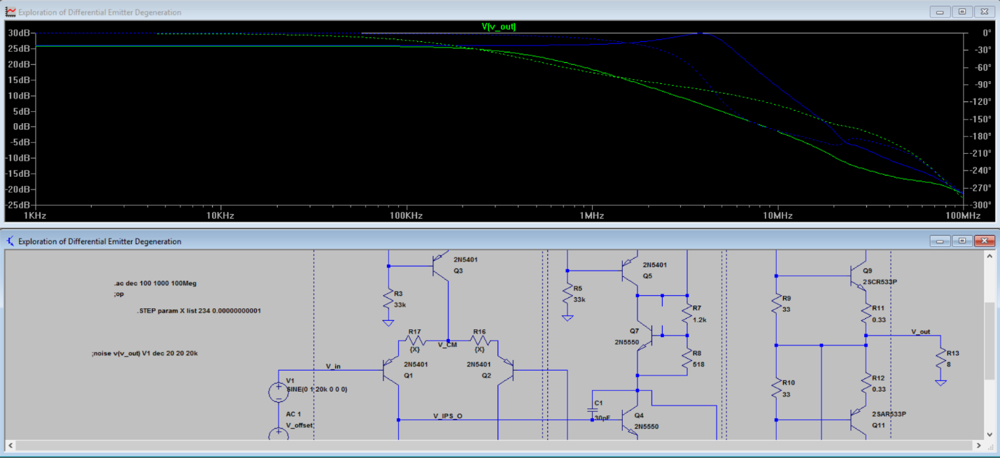 Exploration of Differential Emitter Degeneration
V(v_out)
30dB
25dB
20dB
15dB
10dB
5dB
0dB
-5dB
-10dB
-15dB
-20dB
-25dB
0°
-30°
-60°
-90°
-120°
-150°
-180°
-210°
-240°
-270°
-300°
1KHz 10KHz 100KHz 1MHz 10MHz 100MHz
Exploration of Differential Emitter Degeneration
.ac dec 100 1000 100Meg
;op
.STEP param X list 234 0.00000000001
;noise v(v_out) V1 dec 20 20 20k
2N5401
Q3
R3
33k
R17
{X}
V_CM
R16
{X}
2N5401
Q1
2N5401
Q2
V_in
V1
SINE(0 1 20k 0 0 0)
AC 1
V_offset
V_IPS_O
2N5401
Q5
R5
33k
R7
1.2k
Q7
2N5550
R8
518
C1
30pF
Q4
2N5550
Q9
2SCR533P
R9
33
R11
0.33
V_out
R13
8
R10
33
R12
0.33
2SAR533P
Q11